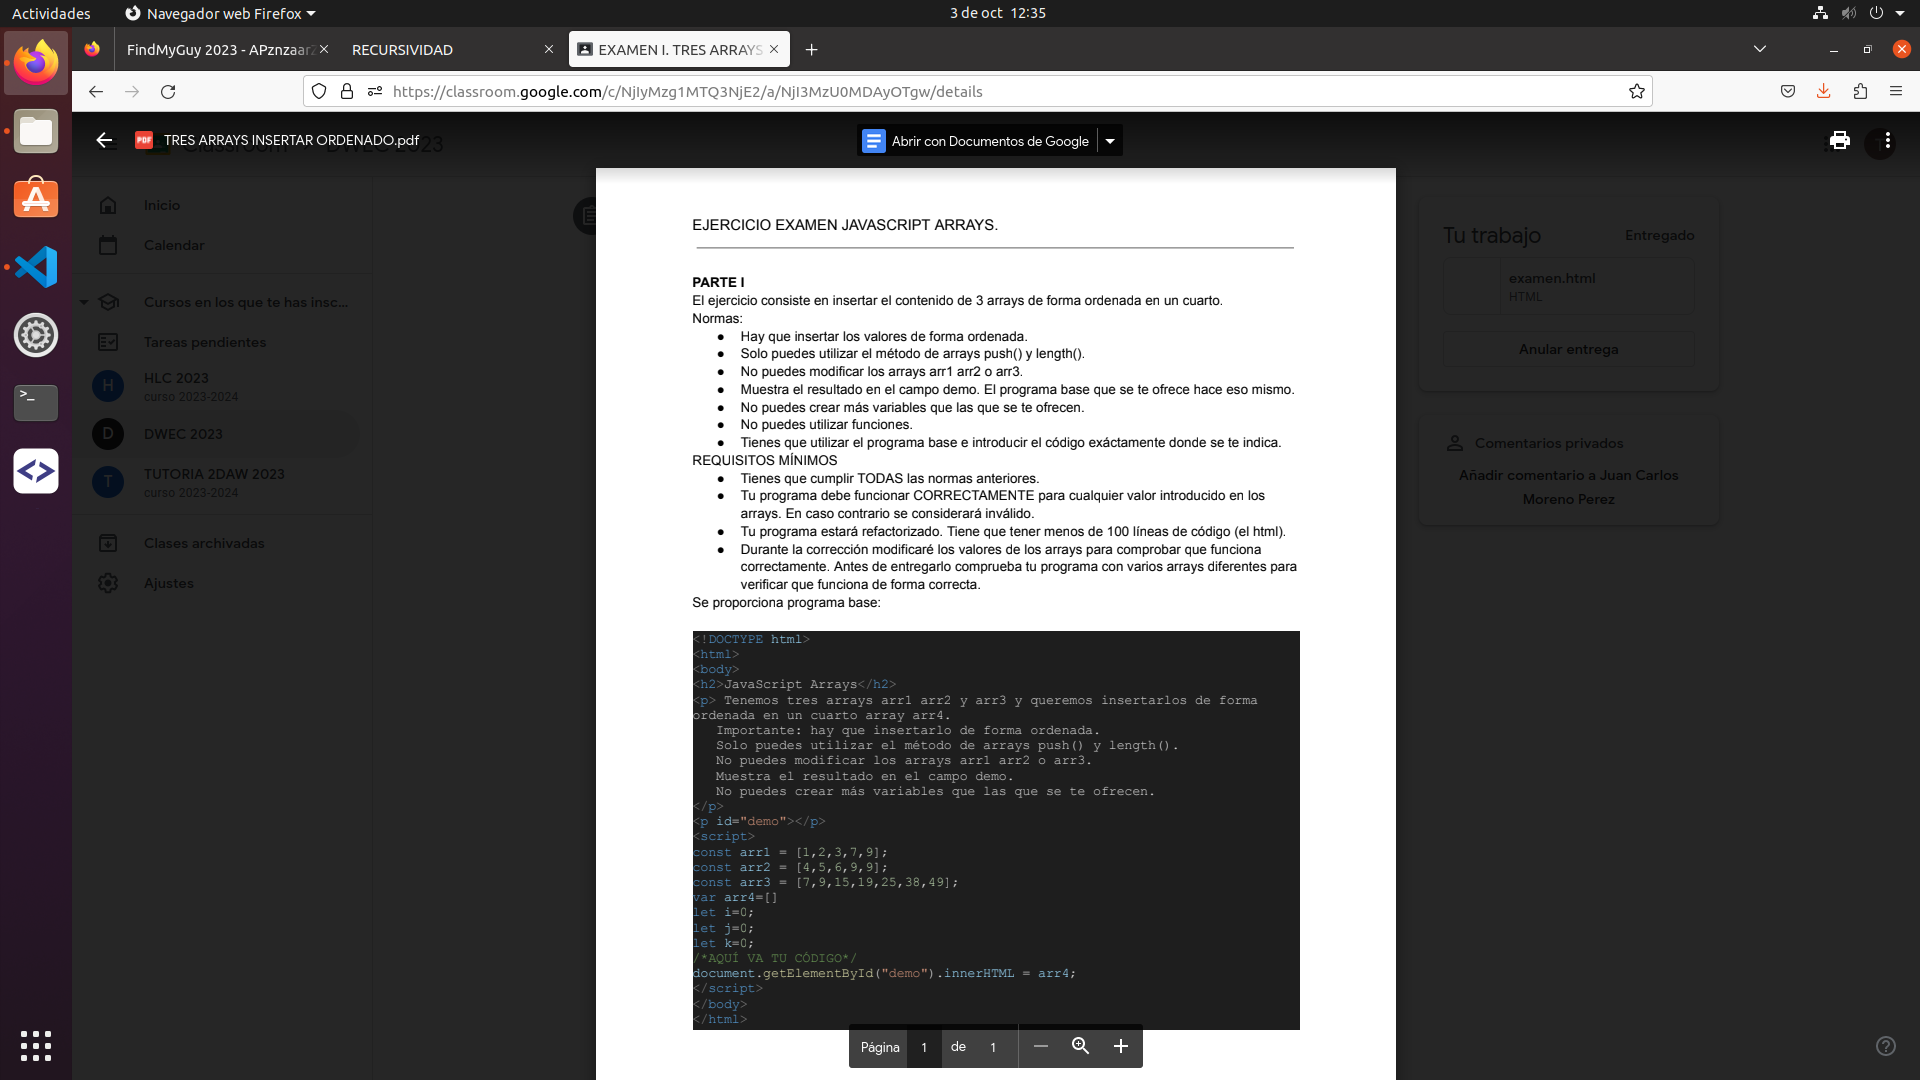 Actividades
Navegador web Firefox
3 de oct 12:35
FindMyGuy 2023 - APznzaar
RECURSIVIDAD
EXAMEN I. TRES ARRAYS
https://classroom.google.com/c/NjIyMzg1MTQ3NjE2/a/NjI3MzU0MDAyOTgw/details
PDF
TRES ARRAYS INSERTAR ORDENADO.pdf
Abrir con Documentos de Google
Inicio
Calendar
Cursos en los que te has insc...
Tareas pendientes
H
HLC 2023
curso 2023-2024
D
DWEC 2023
T
TUTORIA 2DAW 2023
curso 2023-2024
Clases archivadas
Ajustes
EJERCICIO EXAMEN JAVASCRIPT ARRAYS.
PARTE I
El ejercicio consiste en insertar el contenido de 3 arrays de forma ordenada en un cuarto.
Normas:
● Hay que insertar los valores de forma ordenada.
● Solo puedes utilizar el método de arrays push() y length().
● No puedes modificar los arrays arr1 arr2 o arr3.
● Muestra el resultado en el campo demo. El programa base que se te ofrece hace eso mismo.
● No puedes crear más variables que las que se te ofrecen.
● No puedes utilizar funciones.
● Tienes que utilizar el programa base e introducir el código exáctamente donde se te indica.
REQUISITOS MÍNIMOS
● Tienes que cumplir TODAS las normas anteriores.
● Tu programa debe funcionar CORRECTAMENTE para cualquier valor introducido en los
arrays. En caso contrario se considerará inválido.
● Tu programa estará refactorizado. Tiene que tener menos de 100 líneas de código (el html).
● Durante la corrección modificaré los valores de los arrays para comprobar que funciona
correctamente. Antes de entregarlo comprueba tu programa con varios arrays diferentes para
verificar que funciona de forma correcta.
Se proporciona programa base:
<!DOCTYPE html>
<html>
<body>
<h2>JavaScript Arrays</h2>
<p> Tenemos tres arrays arr1 arr2 y arr3 y queremos insertarlos de forma
ordenada en un cuarto array arr4.
Importante: hay que insertarlo de forma ordenada.
Solo puedes utilizar el método de arrays push() y length().
No puedes modificar los arrays arr1 arr2 o arr3.
Muestra el resultado en el campo demo.
No puedes crear más variables que las que se te ofrecen.
</p>
<p id="demo"></p>
<script>
const arr1 = [1,2,3,7,9];
const arr2 = [4,5,6,9,9];
const arr3 = [7,9,15,19,25,38,49];
var arr4=[]
let i=0;
let j=0;
let k=0;
/*AQUÍ VA TU CÓDIGO*/
document.getElementById("demo").innerHTML = arr4;
</script>
</body>
</html>
Página 1 de 1
Tu trabajo
Entregado
examen.html
HTML
Anular entrega
Comentarios privados
Añadir comentario a Juan Carlos
Moreno Perez